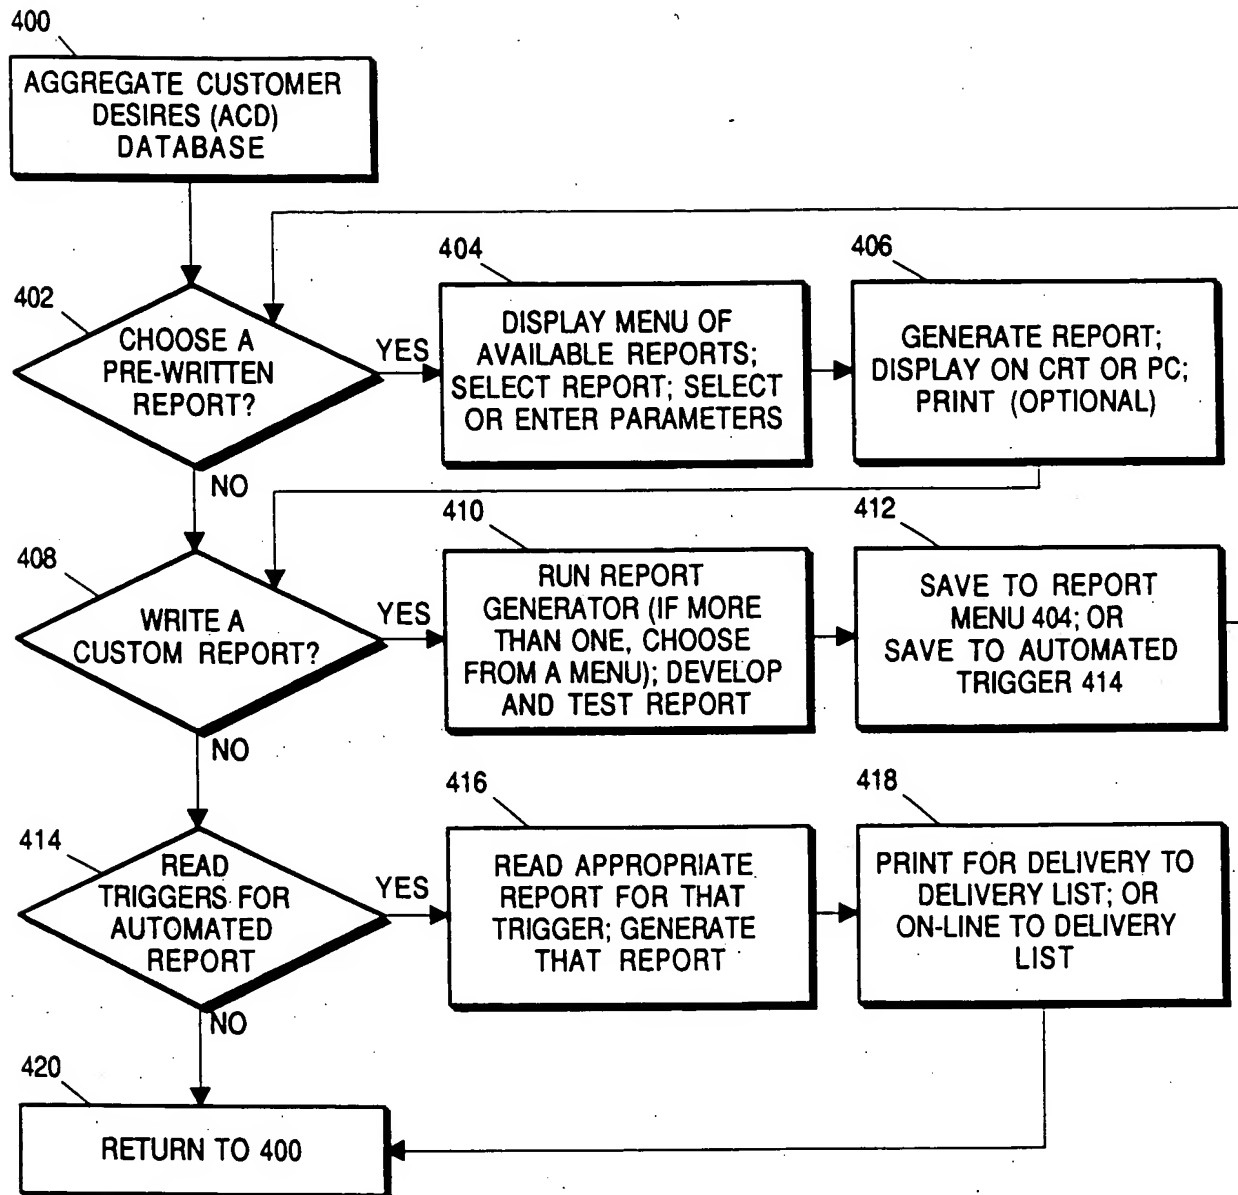 400
AGGREGATE CUSTOMER
DESIRES (ACD)
DATABASE
402
CHOOSE A
PRE-WRITTEN
REPORT?
YES
NO
404
DISPLAY MENU OF
AVAILABLE REPORTS;
SELECT REPORT; SELECT
OR ENTER PARAMETERS
406
GENERATE REPORT;
DISPLAY ON CRT OR PC;
PRINT (OPTIONAL)
408
WRITE A
CUSTOM REPORT?
YES
NO
410
RUN REPORT
GENERATOR (IF MORE
THAN ONE, CHOOSE
FROM A MENU); DEVELOP
AND TEST REPORT
412
SAVE TO REPORT
MENU 404; OR
SAVE TO AUTOMATED
TRIGGER 414
414
READ
TRIGGERS FOR
AUTOMATED
REPORT
YES
NO
416
READ APPROPRIATE
REPORT FOR THAT
TRIGGER; GENERATE
THAT REPORT
418
PRINT FOR DELIVERY TO
DELIVERY LIST; OR
ON-LINE TO DELIVERY
LIST
420
RETURN TO 400